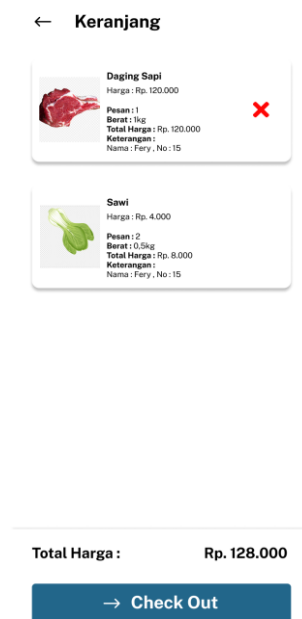 ← Keranjang
Daging Sapi
Harga : Rp. 120.000
Pesan : 1
Berat : 1kg
Total Harga : Rp. 120.000
Keterangan :
Nama : Fery , No : 15
Sawi
Harga : Rp. 4.000
Pesan : 2
Berat : 0,5kg
Total Harga : Rp. 8.000
Keterangan :
Nama : Fery , No : 15
Total Harga : Rp. 128.000
→ Check Out